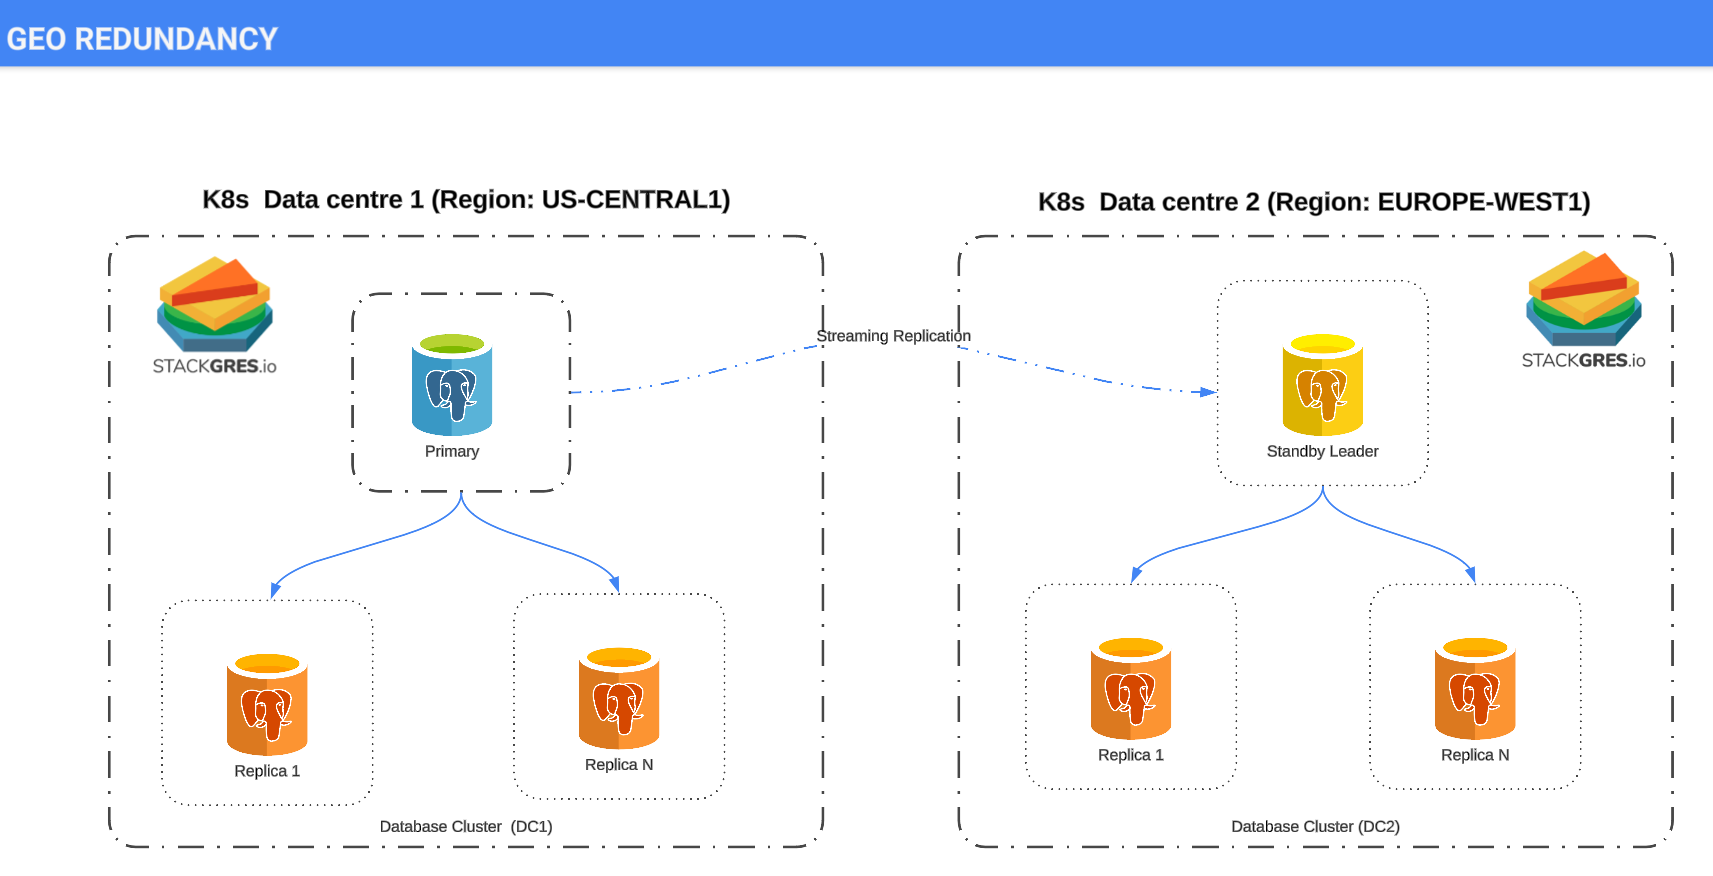 GEO REDUNDANCY
K8s  Data centre 1 (Region: US-CENTRAL1)
K8s  Data centre 2 (Region: EUROPE-WEST1)
STACKGRES.io
Primary
Streaming Replication
Standby Leader
STACKGRES.io
Replica 1
Replica N
Replica 1
Replica N
Database Cluster  (DC1)
Database Cluster (DC2)